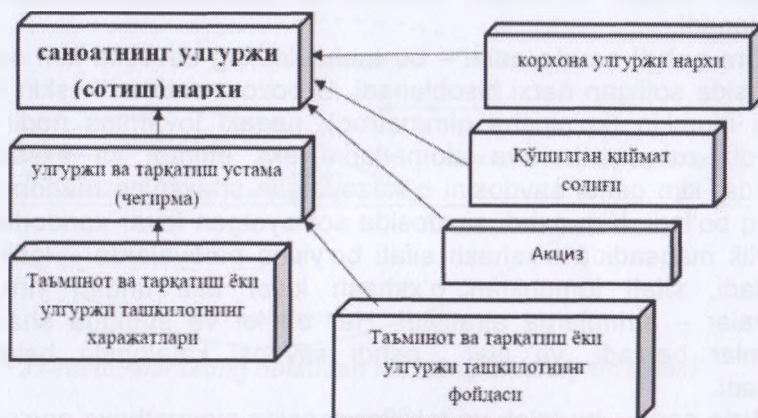 саноатнинг улгуржи
(сотиш) нархи
корхона улгуржи нархи
улгуржи ва тарқатиш устама
(чегирма)
Қўшилган қиймат
солиғи
Акциз
Таъминот ва тарқатиш ёки
улгуржи ташкилотнинг
харажатлари
Таъминот ва тарқатиш ёки
улгуржи ташкилотнинг
фойдаси